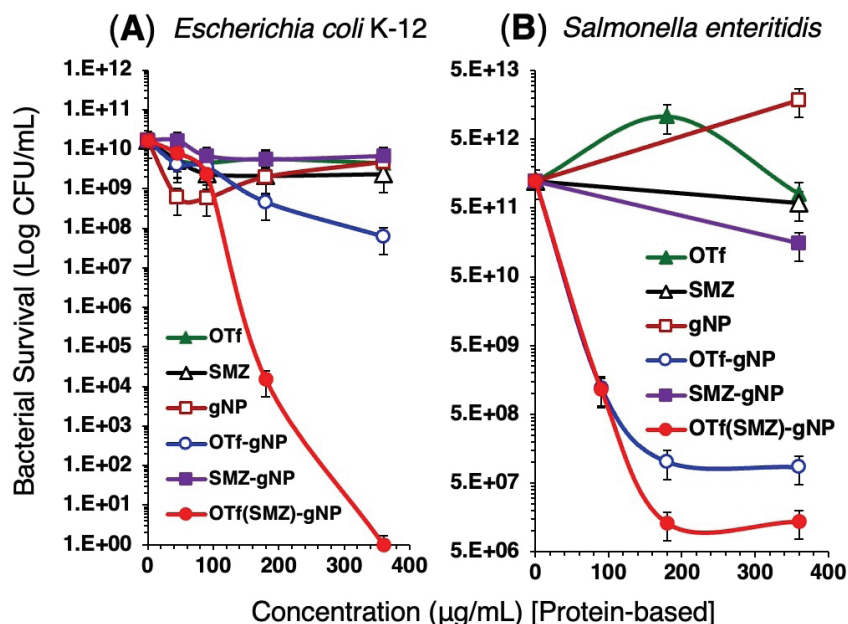 (A) Escherichia coli K-12
(B) Salmonella enteritidis
Bacterial Survival (Log CFU/mL)
1.E+12
1.E+11
1.E+10
1.E+09
1.E+08
1.E+07
1.E+06
1.E+05
1.E+04
1.E+03
1.E+02
1.E+01
1.E+00
OTf
SMZ
gNP
OTf-gNP
SMZ-gNP
OTf(SMZ)-gNP
0 100 200 300 400
5.E+13
5.E+12
5.E+11
5.E+10
5.E+09
5.E+08
5.E+07
5.E+06
OTf
SMZ
gNP
OTf-gNP
SMZ-gNP
OTf(SMZ)-gNP
0 100 200 300 400
Concentration (µg/mL) [Protein-based]